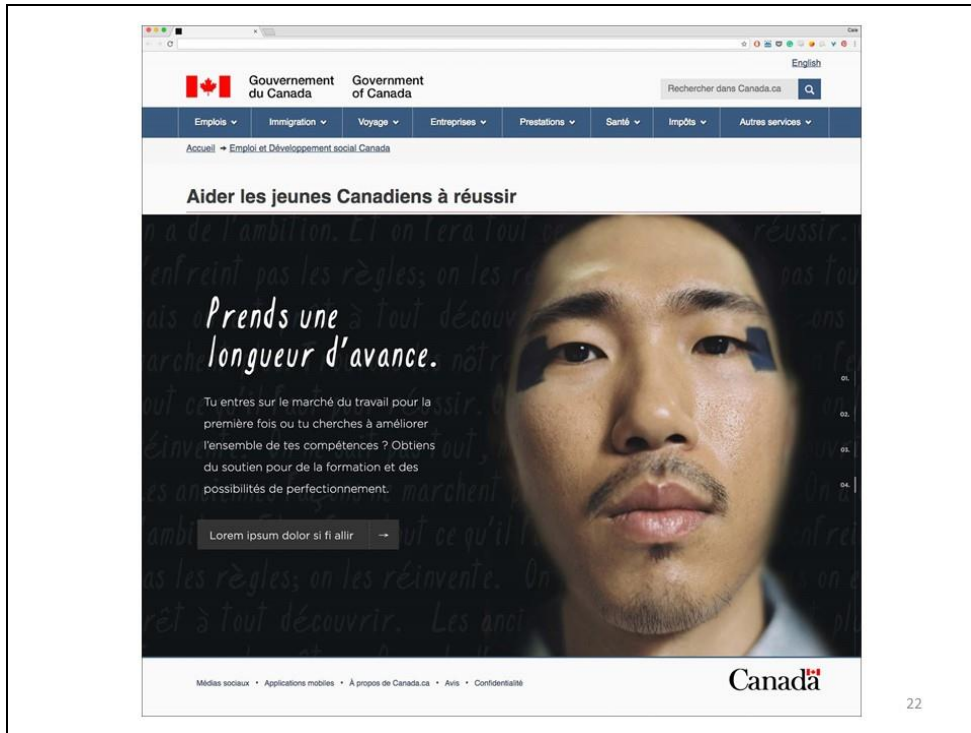 Cara
English
Gouvernement du Canada
Government of Canada
Rechercher dans Canada.ca
Emplois Immigration Voyage Entreprises Prestations Santé Impôts Autres services
Accueil → Emploi et Développement social Canada
Aider les jeunes Canadiens à réussir
Prends une
longueur d'avance.
Tu entres sur le marché du travail pour la
première fois ou tu cherches à améliorer
l'ensemble de tes compétences ? Obtiens
du soutien pour de la formation et des
possibilités de perfectionnement.
Lorem ipsum dolor si fi allir →
01.
02.
03.
04.
Médias sociaux • Applications mobiles • À propos de Canada.ca • Avis • Confidentialité
Canada
22